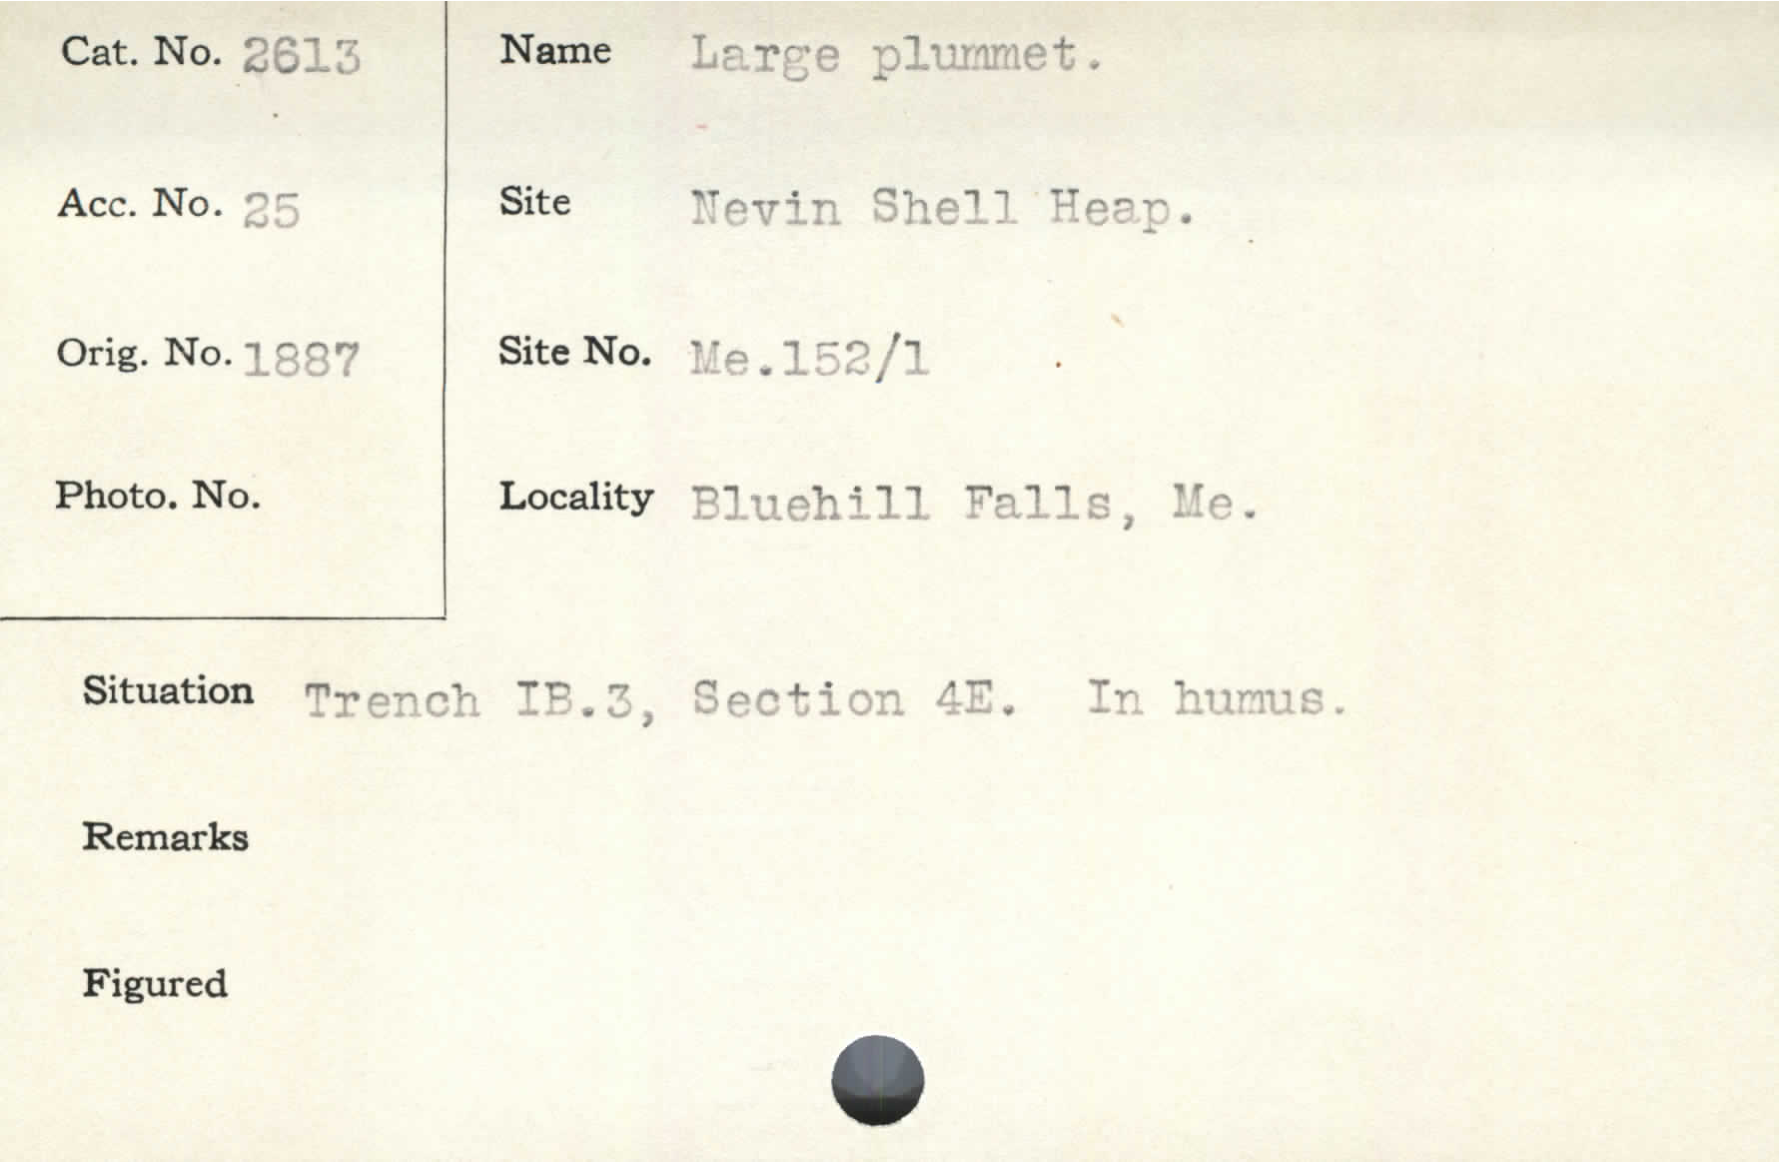 Cat. No. 2613
Name Large plummet.
Acc. No. 25
Site Nevin Shell Heap.
Orig. No. 1887
Site No. Me.152/1
Photo. No.
Locality Bluehill Falls, Me.
Situation Trench IB.3, Section 4E. In humus.
Remarks
Figured